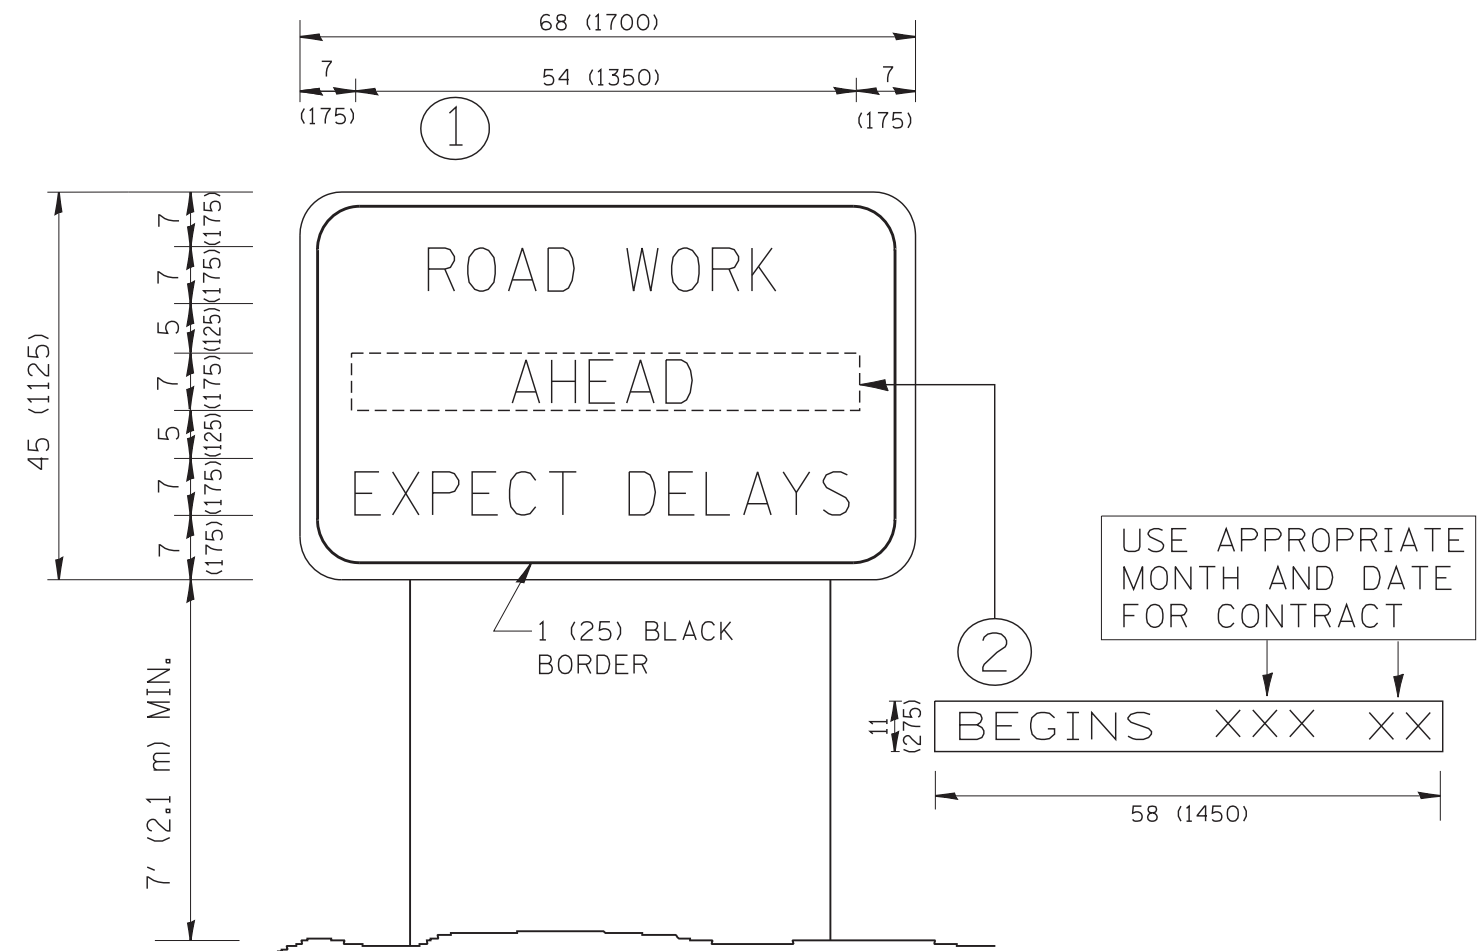 68 (1700)
7
54 (1350)
7
(175)
(175)
1
7
(175)
7
(175)
5
(125)
7
(175)
5
(125)
7
(175)
7
(175)
45 (1125)
ROAD WORK
AHEAD
EXPECT DELAYS
1 (25) BLACK
BORDER
7' (2.1 m) MIN.
2
USE APPROPRIATE
MONTH AND DATE
FOR CONTRACT
11
(275)
BEGINS XXX XX
58 (1450)